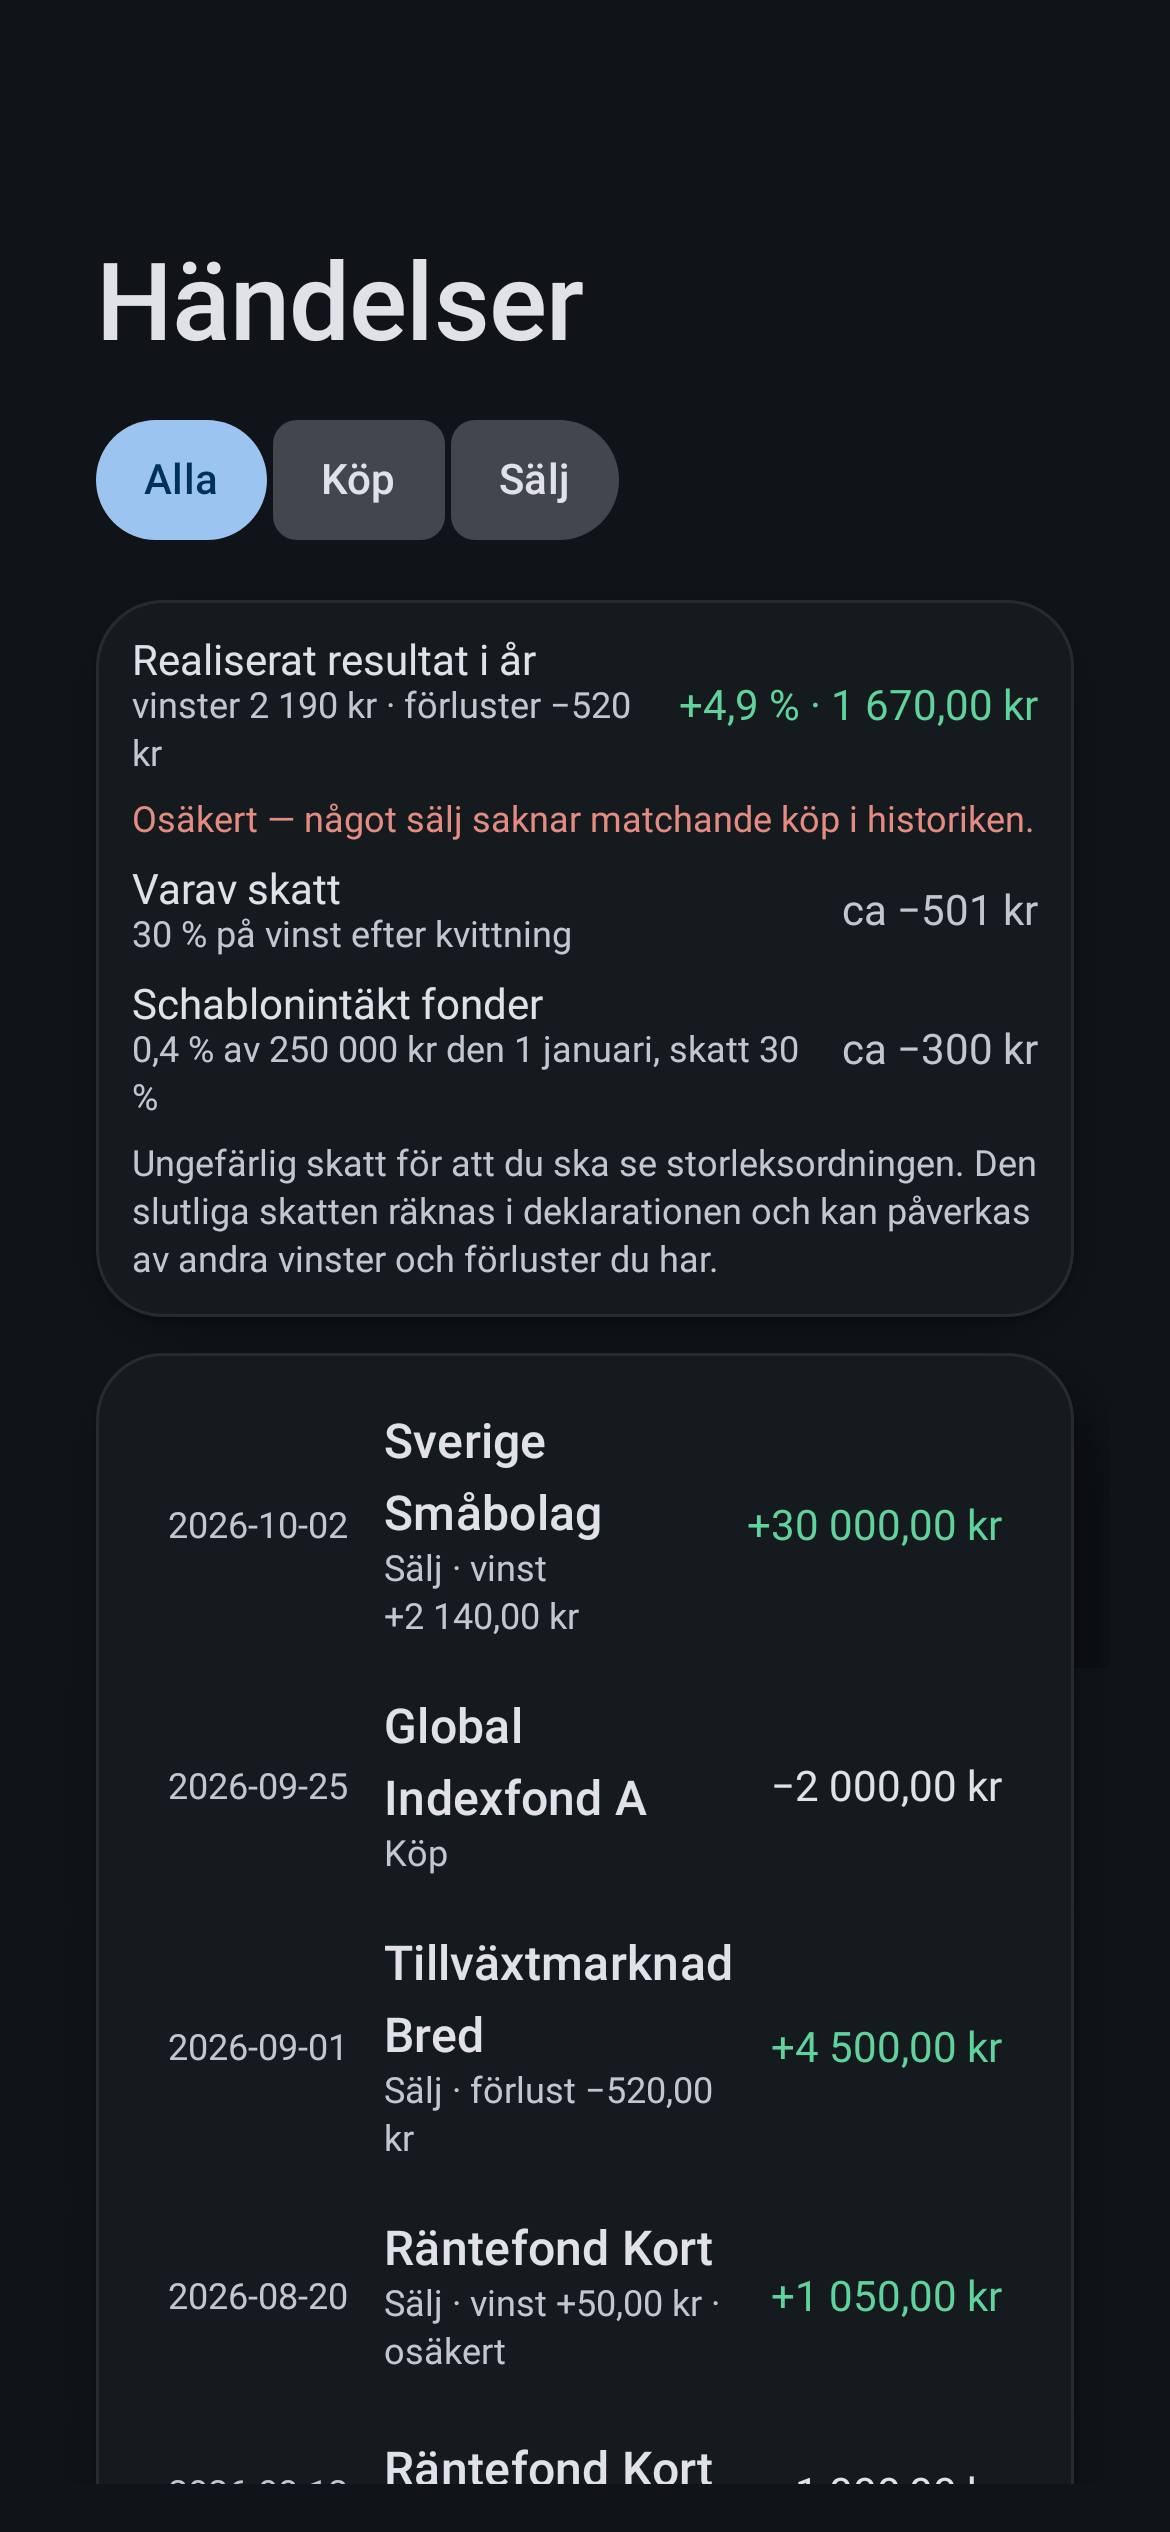 Händelser
Alla
Köp
Sälj
Realiserat resultat i år
vinster 2 190 kr · förluster −520
kr
+4,9 % · 1 670,00 kr
Osäkert — något sälj saknar matchande köp i historiken.
Varav skatt
30 % på vinst efter kvittning
ca −501 kr
Schablonintäkt fonder
0,4 % av 250 000 kr den 1 januari, skatt 30
%
ca −300 kr
Ungefärlig skatt för att du ska se storleksordningen. Den
slutliga skatten räknas i deklarationen och kan påverkas
av andra vinster och förluster du har.
2026-10-02
Sverige
Småbolag
Sälj · vinst
+2 140,00 kr
+30 000,00 kr
2026-09-25
Global
Indexfond A
Köp
−2 000,00 kr
2026-09-01
Tillväxtmarknad
Bred
Sälj · förlust −520,00
kr
+4 500,00 kr
2026-08-20
Räntefond Kort
Sälj · vinst +50,00 kr ·
osäkert
+1 050,00 kr
Räntefond Kort